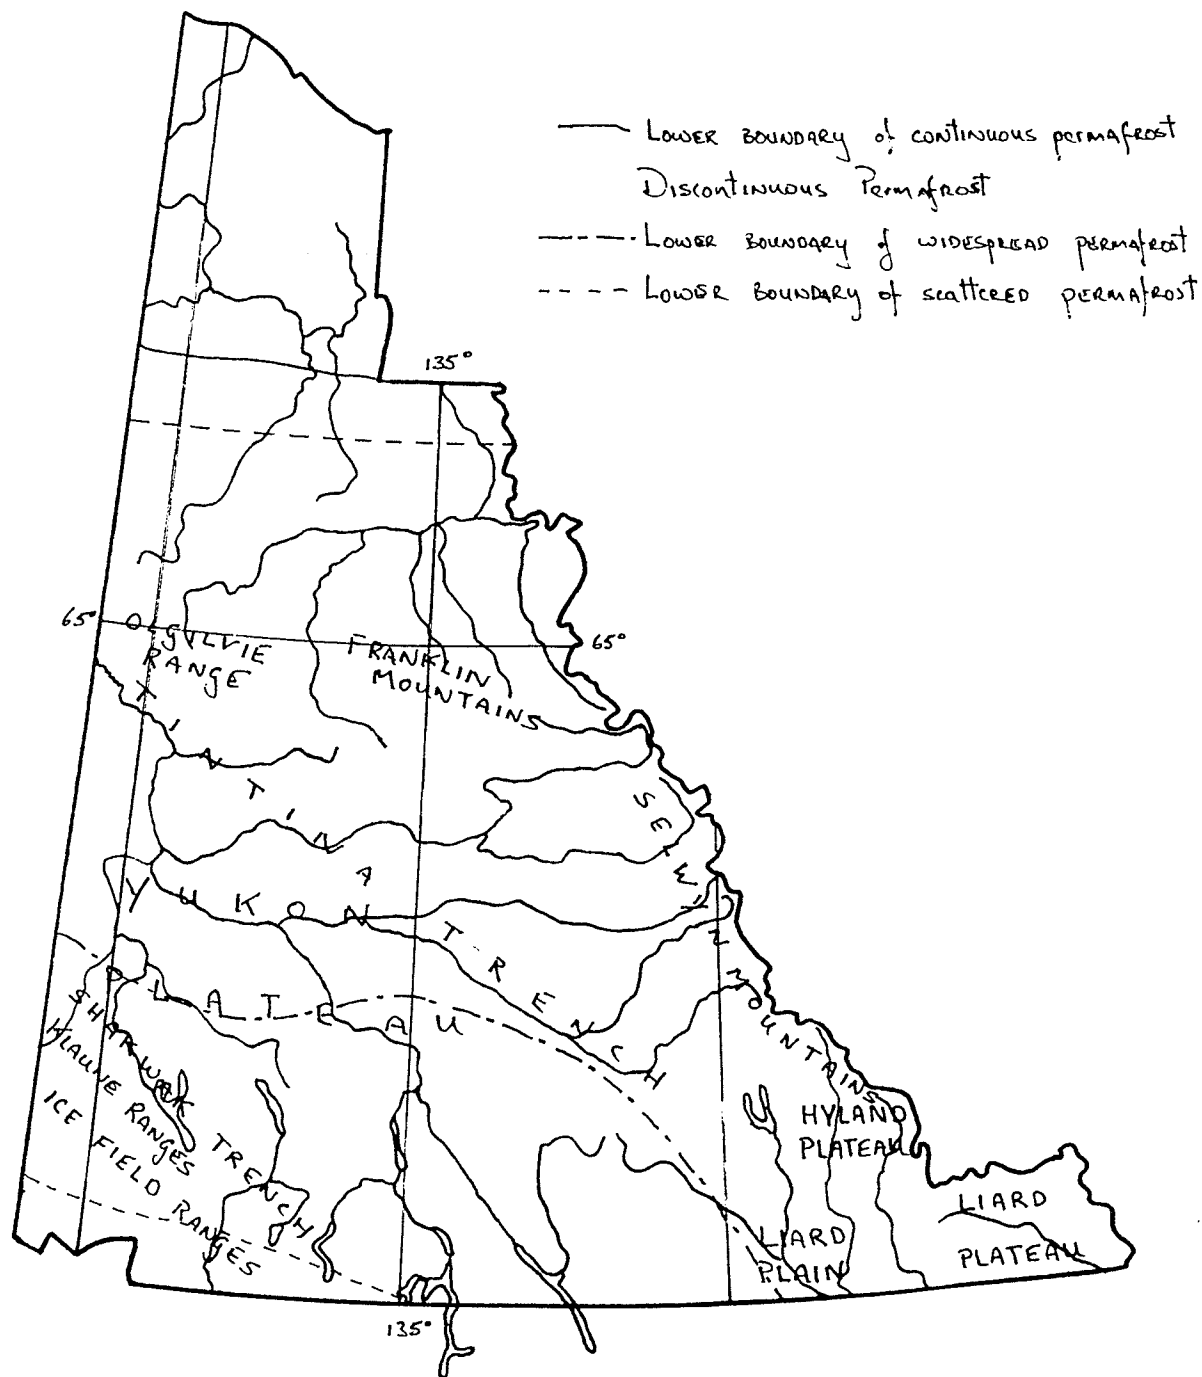 LOWER BOUNDARY of CONTINUOUS PERMAFROST
DISCONTINUOUS PERMAFROST
LOWER BOUNDARY of WIDESPREAD PERMAFROST
LOWER BOUNDARY of SCATTERED PERMAFROST
135°
65°
65°
OGILVIE
RANGE
FRANKLIN
MOUNTAINS
TINTINA
TRENCH
SELWYN
MOUNTAINS
YUKON
PLATEAU
SHAKWAK TRENCH
KLAUNE RANGES
ICE FIELD RANGES
HYLAND
PLATEAU
LIARD
PLATEAU
LIARD
PLAIN
135°